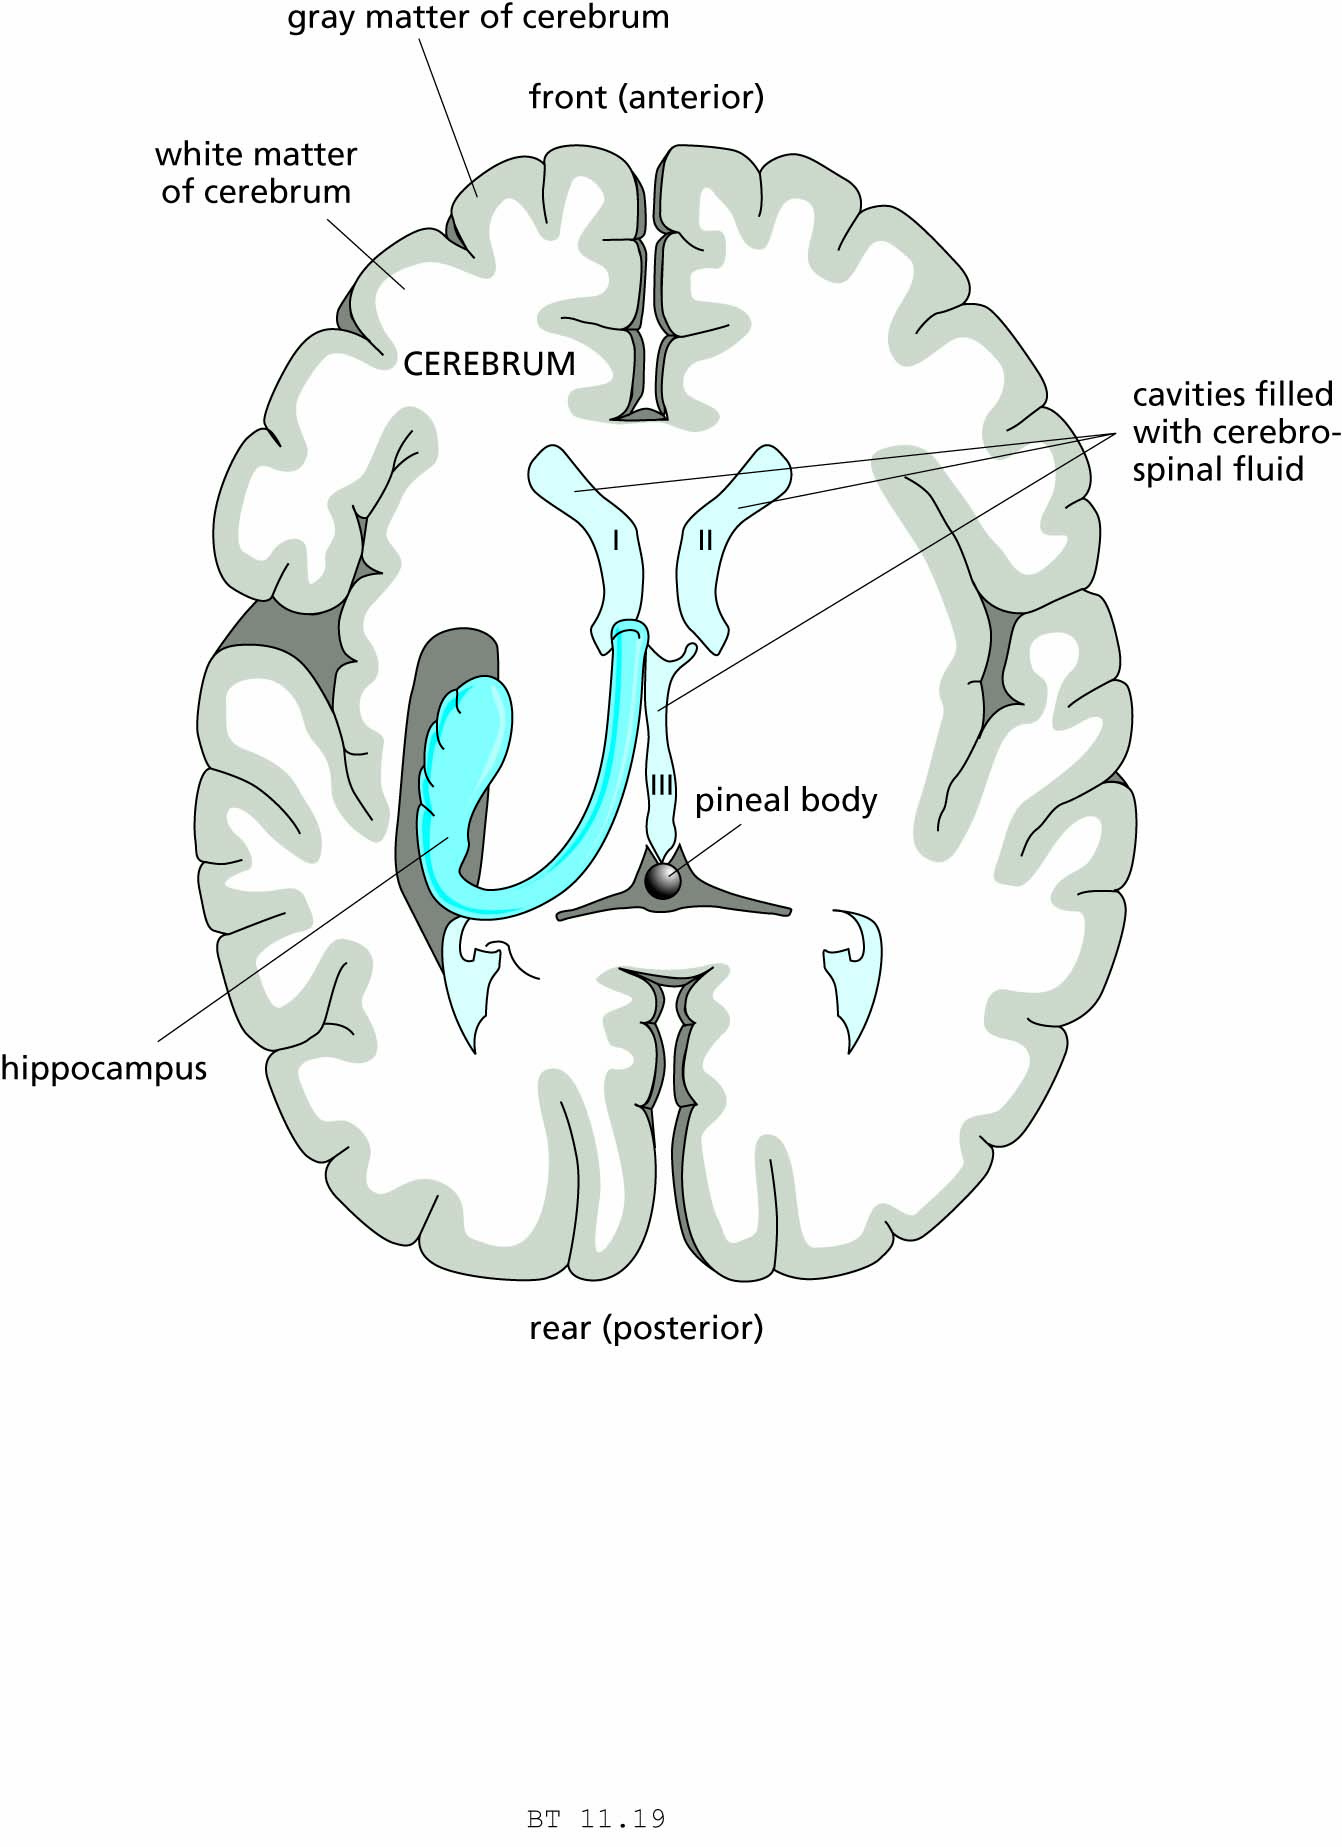 gray matter of cerebrum
front (anterior)
white matter
of cerebrum
CEREBRUM
cavities filled
with cerebro-
spinal fluid
I
II
III
pineal body
hippocampus
rear (posterior)
BT 11.19